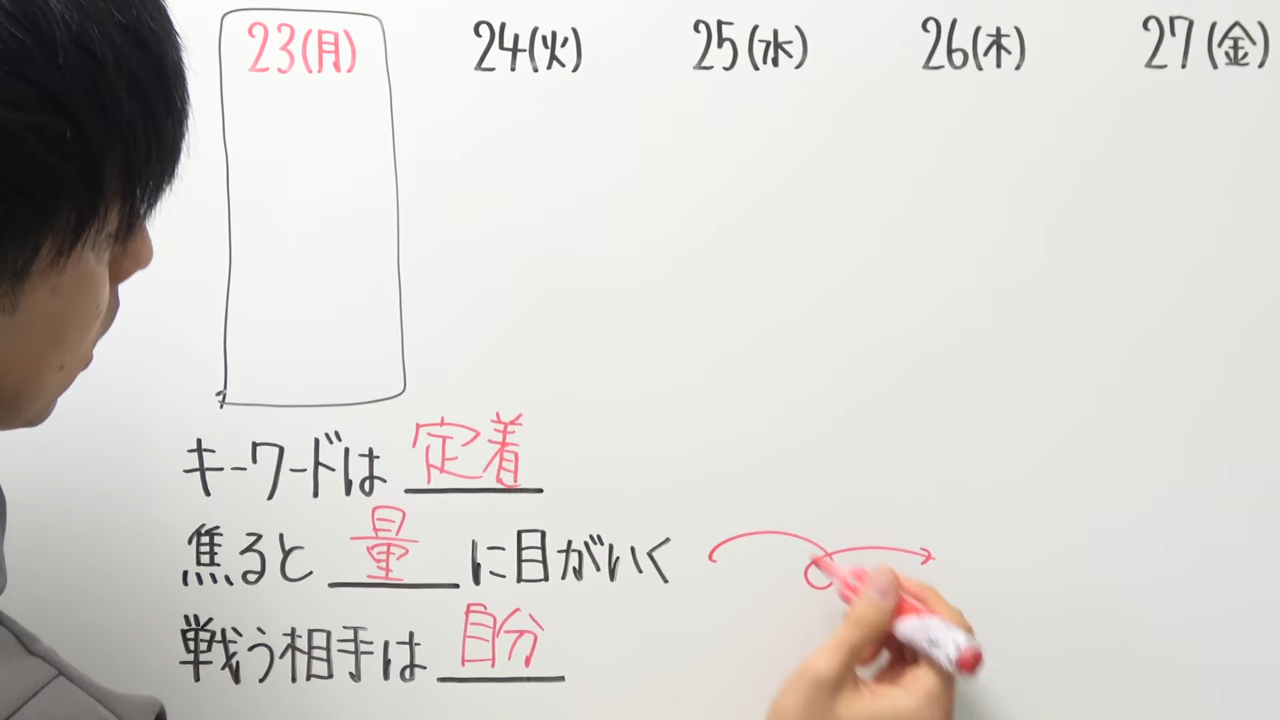 23(月) 24(火) 25(水) 26(木) 27(金)
キーワードは 定着
焦ると 量 に目がいく
戦う相手は 自分